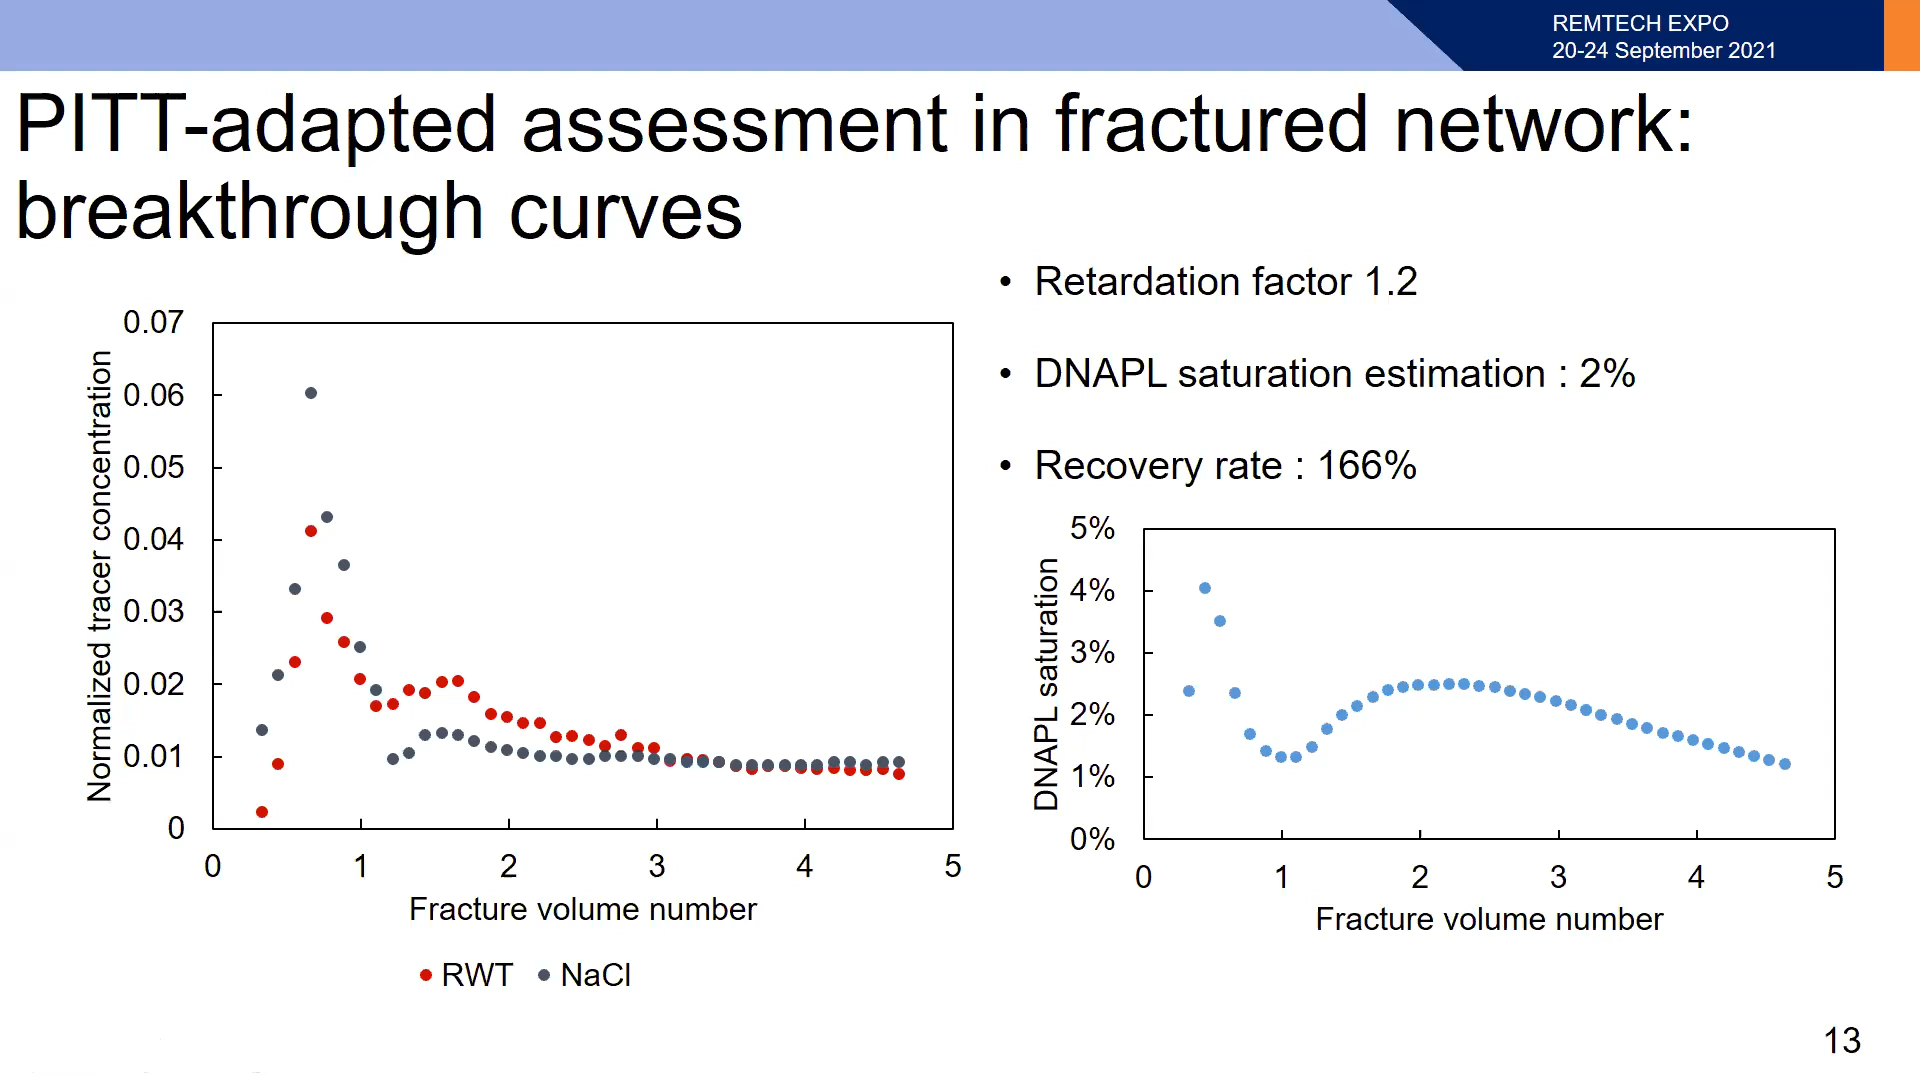 REMTECH EXPO
20-24 September 2021
PITT-adapted assessment in fractured network:
breakthrough curves
• Retardation factor 1.2
• DNAPL saturation estimation : 2%
• Recovery rate : 166%
Normalized tracer concentration
0.07
0.06
0.05
0.04
0.03
0.02
0.01
0
0 1 2 3 4 5
Fracture volume number
RWT NaCl
DNAPL saturation
5%
4%
3%
2%
1%
0%
0 1 2 3 4 5
Fracture volume number
13